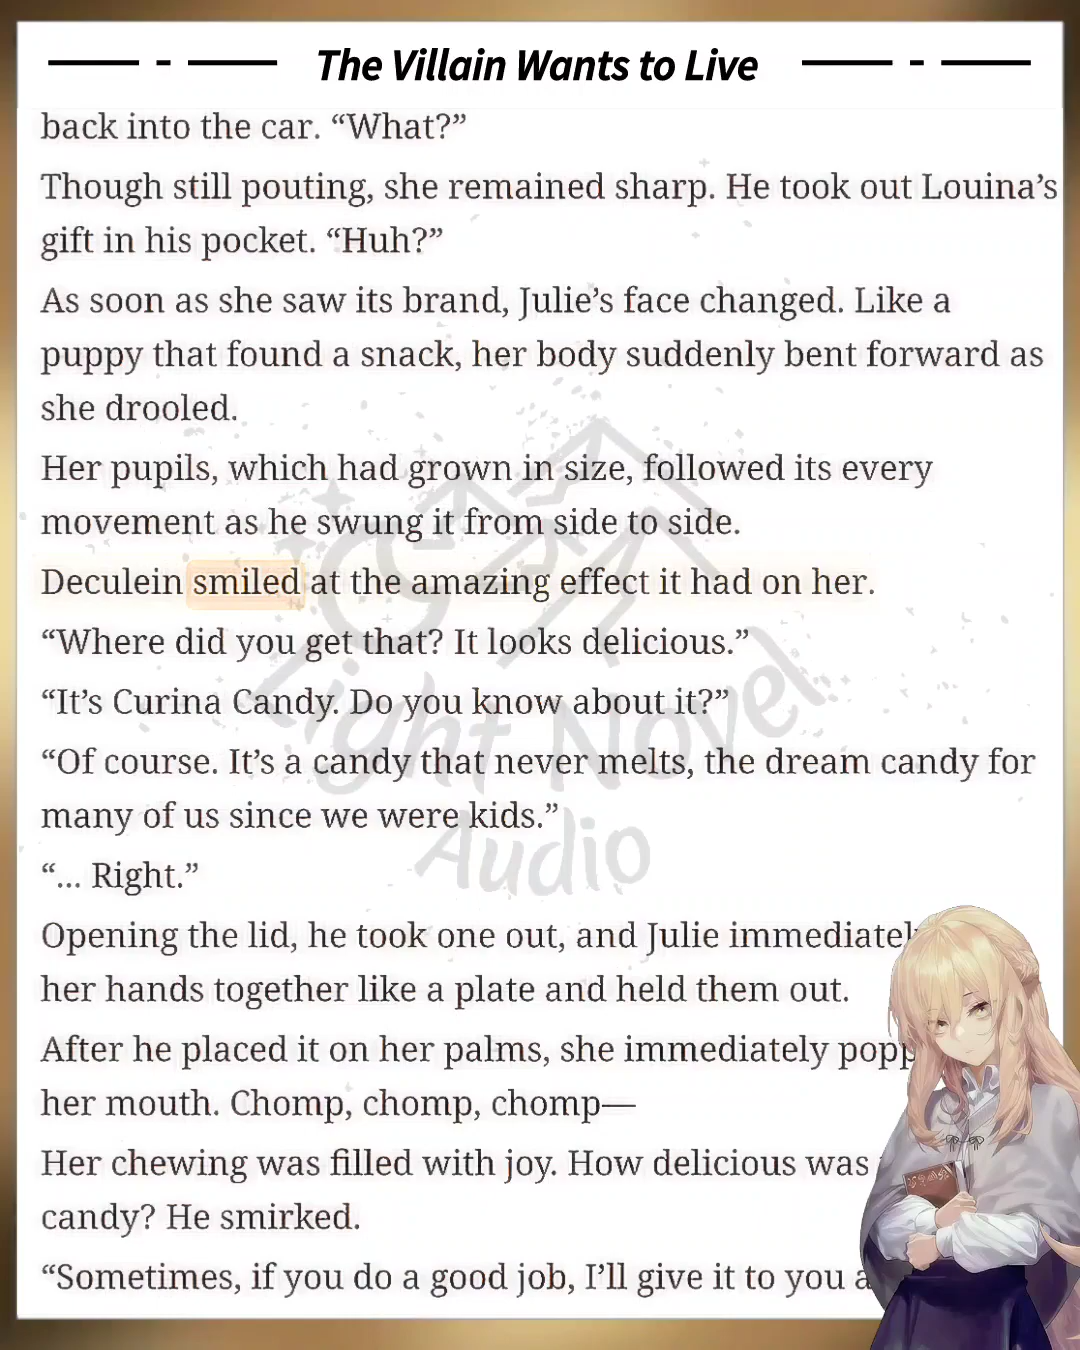 The Villain Wants to Live
back into the car. “What?”
Though still pouting, she remained sharp. He took out Louina’s
gift in his pocket. “Huh?”
As soon as she saw its brand, Julie’s face changed. Like a
puppy that found a snack, her body suddenly bent forward as
she drooled.
Her pupils, which had grown in size, followed its every
movement as he swung it from side to side.
Deculein smiled at the amazing effect it had on her.
“Where did you get that? It looks delicious.”
“It’s Curina Candy. Do you know about it?”
“Of course. It’s a candy that never melts, the dream candy for
many of us since we were kids.”
“... Right.”
Opening the lid, he took one out, and Julie
her hands together like a plate and held them out.
After he placed it on her palms, she immediately
her mouth. Chomp, chomp, chomp—
Her chewing was filled with joy. How delicious was
candy? He smirked.
“Sometimes, if you do a good job, I’ll give it to you
Light Novel
Audio